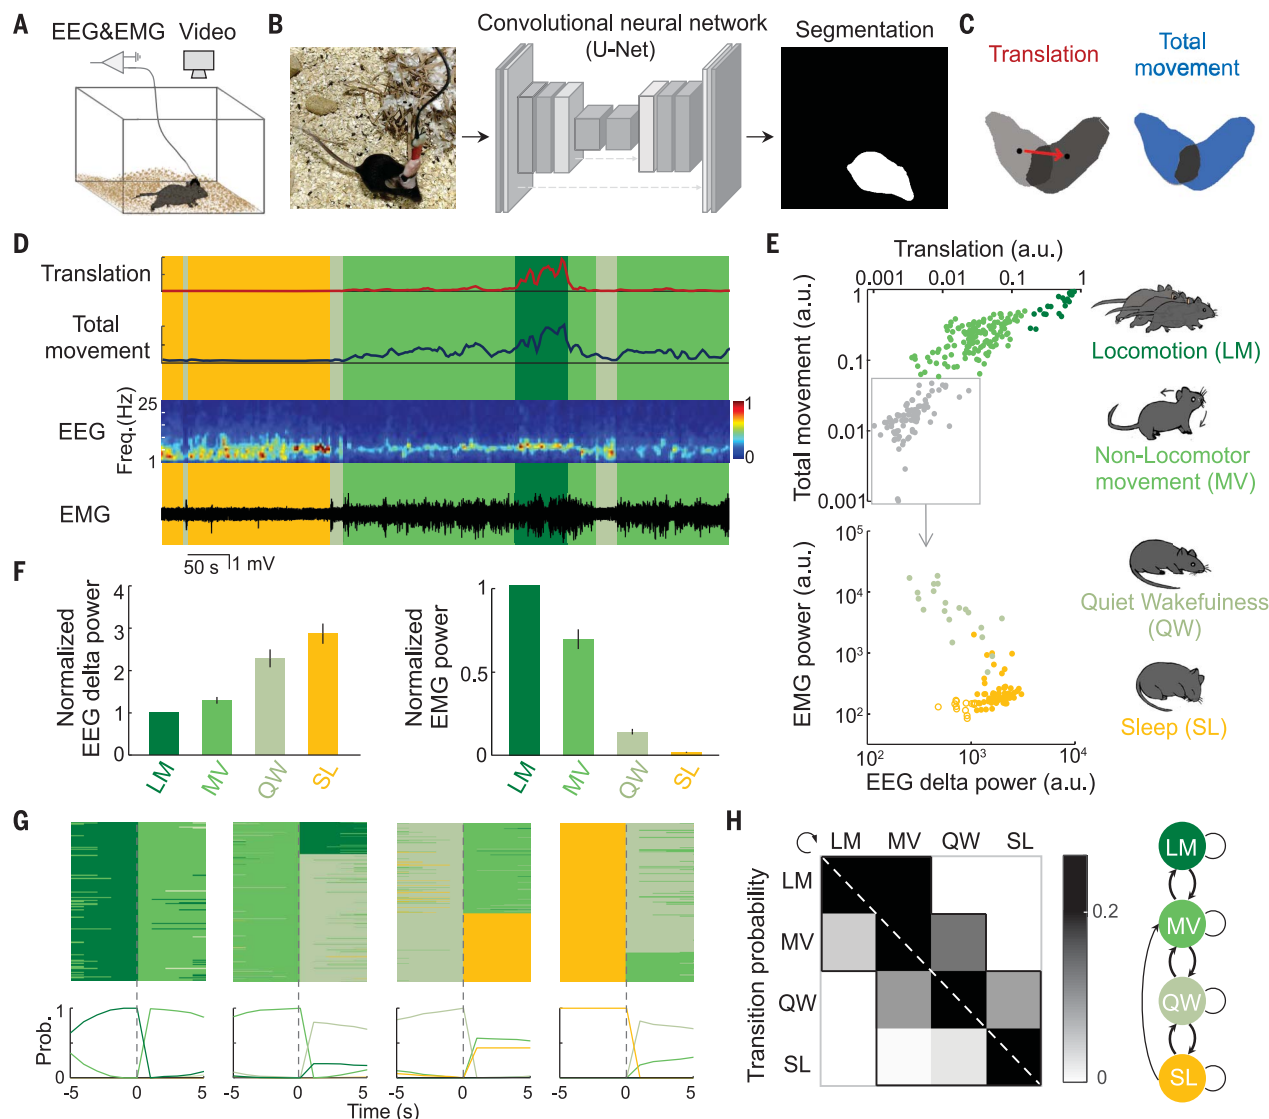 A
EEG&EMG Video
B
Convolutional neural network
(U-Net)
Segmentation
C
Translation
Total
movement
D
Translation
Total
movement
EEG
Freq.(Hz)
25
1
1
0
EMG
50 s
1 mV
E
Translation (a.u.)
0.001 0.01 0.1 1
Total movement (a.u.)
1
0.1
0.01
0.001
Locomotion (LM)
Non-Locomotor
movement (MV)
EMG power (a.u.)
10⁵
10⁴
10³
10²
10² 10³ 10⁴
EEG delta power (a.u.)
Quiet Wakefulness
(QW)
Sleep (SL)
F
Normalized
EEG delta power
4
3
2
1
0
LM MV QW SL
Normalized
EMG power
1
0.5
0
LM MV QW SL
G
Prob.
1
0
-5 0 5
-5 0 5
-5 0 5
-5 0 5
Time (s)
H
LM MV QW SL
Transition probability
LM
MV
QW
SL
0.2
0
LM
MV
QW
SL